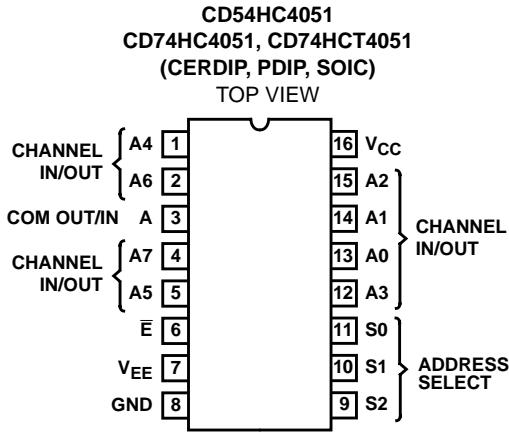 CD54HC4051
CD74HC4051, CD74HCT4051
(CERDIP, PDIP, SOIC)
TOP VIEW
CHANNEL IN/OUT
A4 1
A6 2
COM OUT/IN A 3
CHANNEL IN/OUT
A7 4
A5 5
E̅ 6
VEE 7
GND 8
16 VCC
15 A2
14 A1
13 A0
12 A3
CHANNEL IN/OUT
11 S0
10 S1
9 S2
ADDRESS SELECT